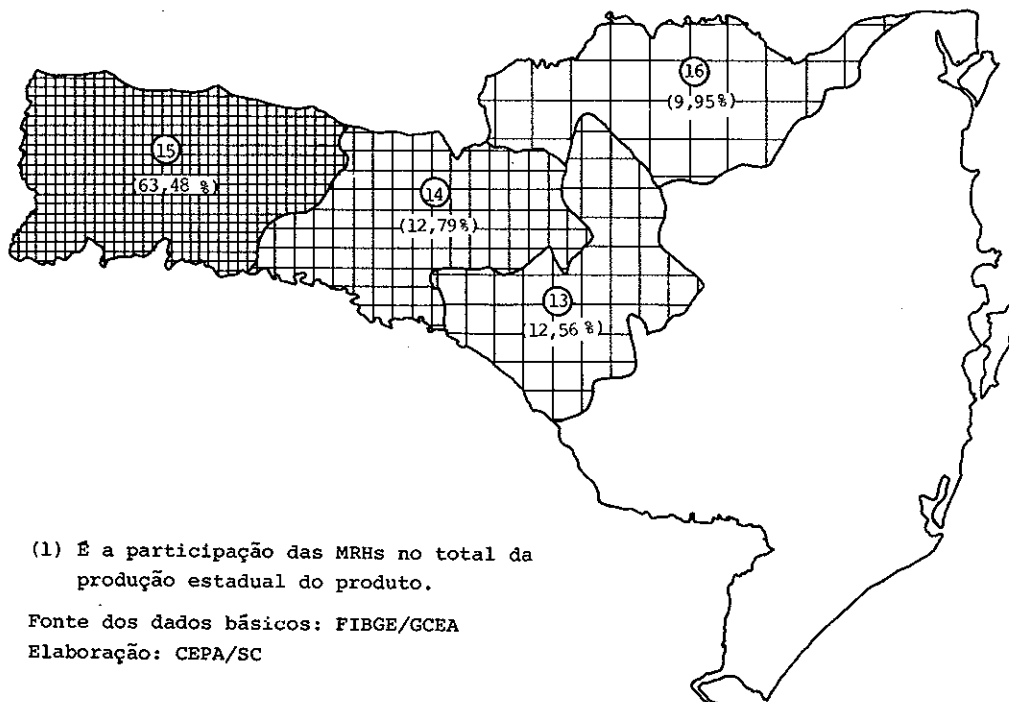 16
(9,95%)
15
(63,48 %)
14
(12,79%)
13
(12,56 %)
(1) É a participação das MRHs no total da
produção estadual do produto.
Fonte dos dados básicos: FIBGE/GCEA
Elaboração: CEPA/SC